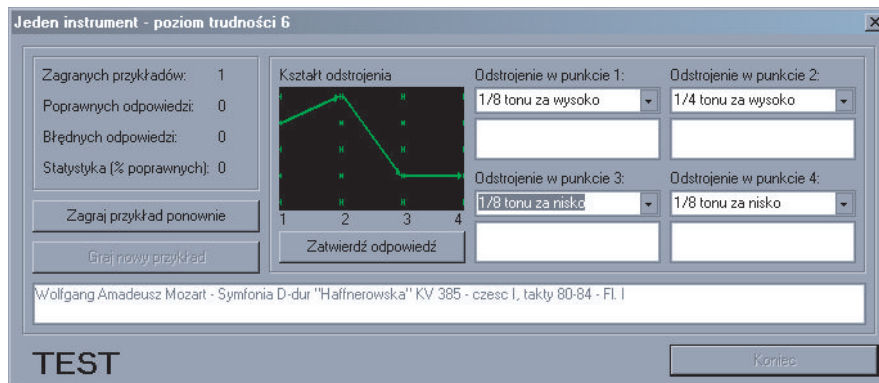 Jeden instrument - poziom trudności 6
Zagranych przykładów: 1
Poprawnych odpowiedzi: 0
Błędnych odpowiedzi: 0
Statystyka (% poprawnych): 0
Zagraj przykład ponownie
Graj nowy przykład
Kształt odstrojenia
1 2 3 4
Zatwierdź odpowiedź
Odstrojenie w punkcie 1:
1/8 tonu za wysoko
Odstrojenie w punkcie 2:
1/4 tonu za wysoko
Odstrojenie w punkcie 3:
1/8 tonu za nisko
Odstrojenie w punkcie 4:
1/8 tonu za nisko
Wolfgang Amadeusz Mozart - Symfonia D-dur "Haffnerowska" KV 385 - czesc I, takty 80-84 - Fl. I
TEST
Koniec